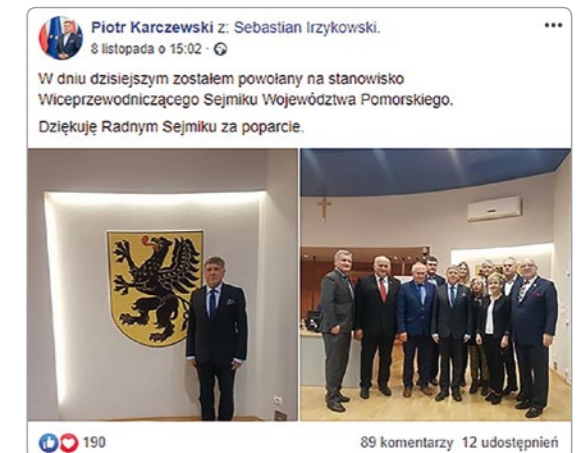 Piotr Karczewski z: Sebastian Irzykowski.
8 listopada o 15:02 ·
W dniu dzisiejszym zostałem powołany na stanowisko
Wiceprzewodniczącego Sejmiku Województwa Pomorskiego.
Dziękuję Radnym Sejmiku za poparcie.
190
89 komentarzy 12 udostępnień